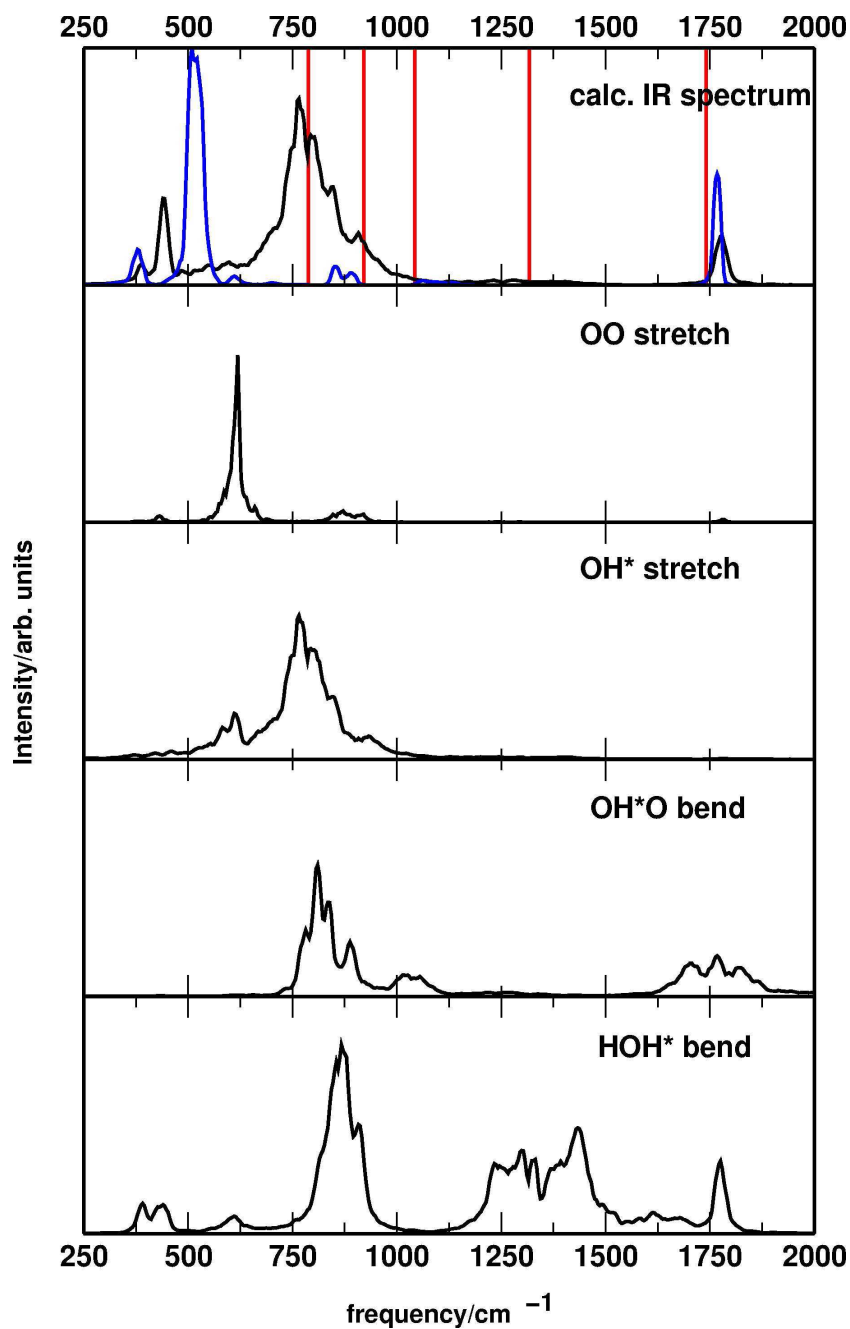 250 500 750 1000 1250 1500 1750 2000
calc. IR spectrum
OO stretch
OH* stretch
Intensity/arb. units
OH*O bend
HOH* bend
250 500 750 1000 1250 1500 1750 2000
frequency/cm −1